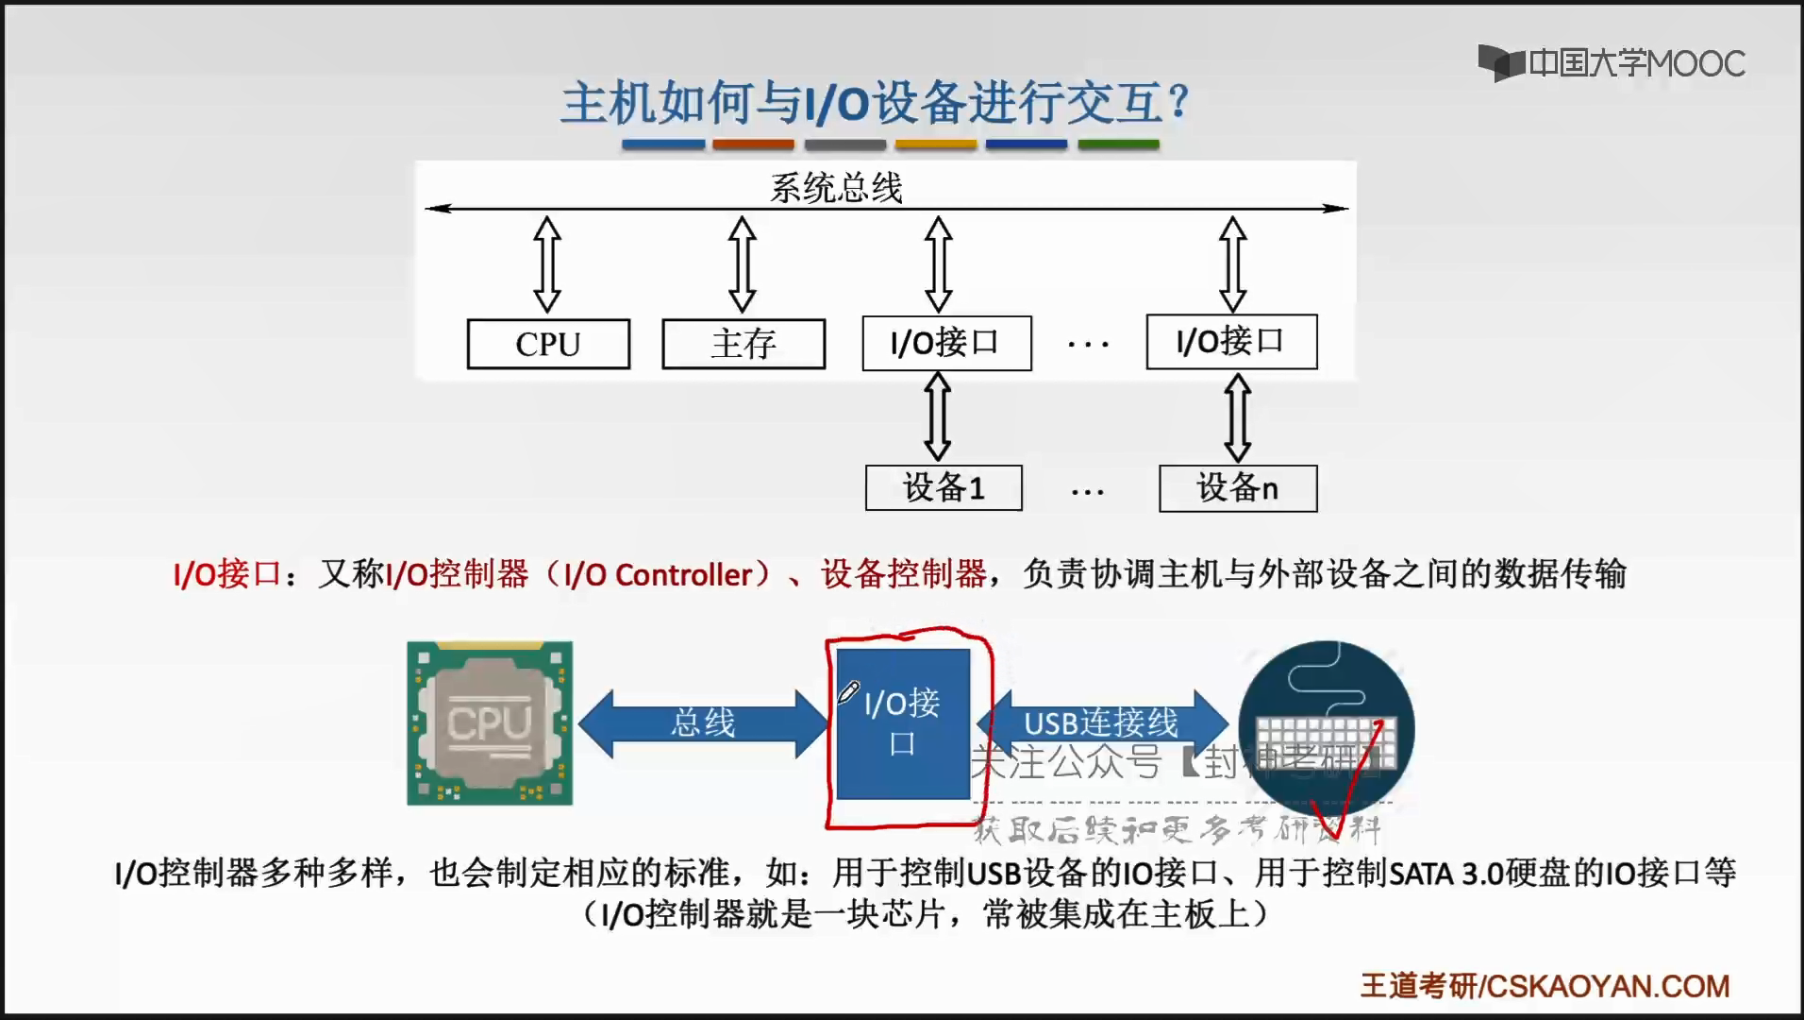 中国大学MOOC
主机如何与I/O设备进行交互？
系统总线
CPU 主存 I/O接口 ... I/O接口
设备1 ... 设备n
I/O接口：又称I/O控制器（I/O Controller）、设备控制器，负责协调主机与外部设备之间的数据传输
CPU 总线 I/O接 USB连接线
口
关注公众号【封神考研】
获取后续和更多考研资料
I/O控制器多种多样，也会制定相应的标准，如：用于控制USB设备的IO接口、用于控制SATA 3.0硬盘的IO接口等
（I/O控制器就是一块芯片，常被集成在主板上）
王道考研/CSKAOYAN.COM